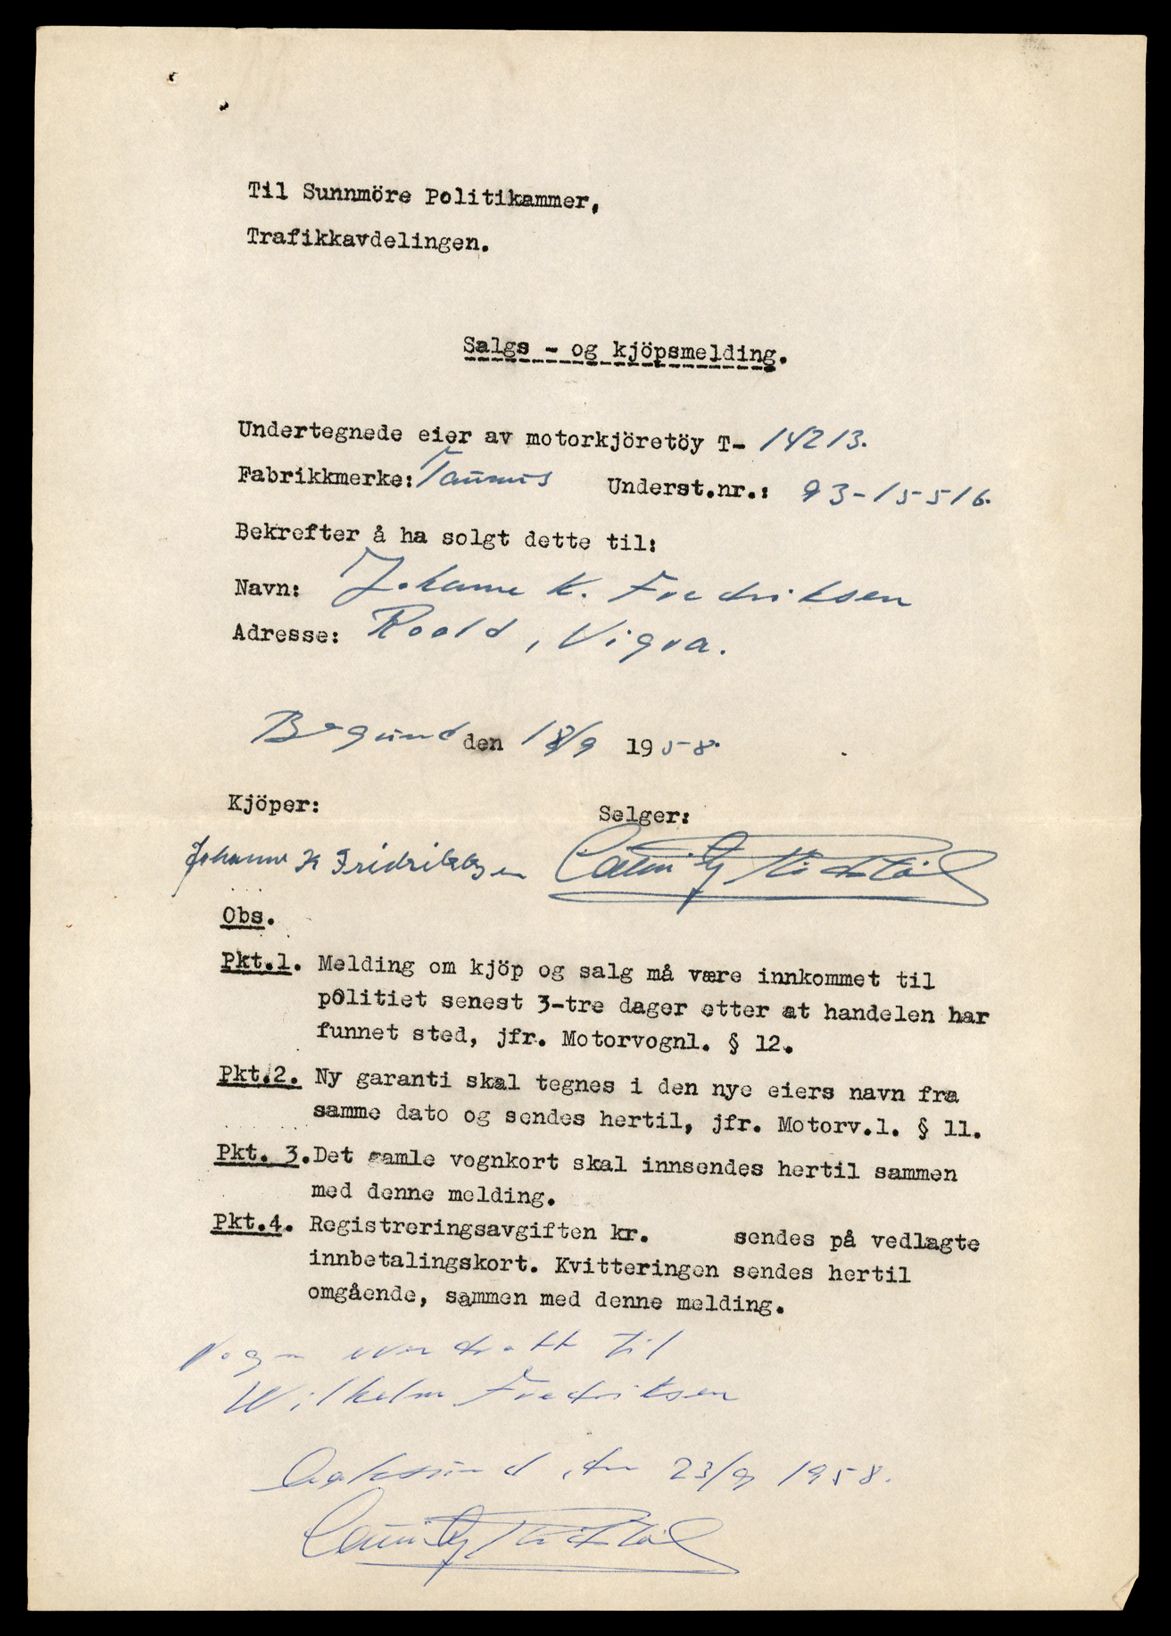 Til Sunnmöre Politikammer,
Trafikkavdelingen.
Salgs - og kjöpsmelding.
Undertegnede eier av motorkjöretöy T- 14213.
Fabrikkmerke: Taunus Underst.nr.: 93-15516.
Bekrefter å ha solgt dette til:
Navn: Johanne K. Fredriksen
Adresse: Roald, Vigra.
den 18/9 1958.
Kjöper: Selger:
Johanne K Fridriksen
Obs.
Pkt.1. Melding om kjöp og salg må være innkommet til
politiet senest 3-tre dager etter at handelen har
funnet sted, jfr. Motorvognl. § 12.
Pkt.2. Ny garanti skal tegnes i den nye eiers navn fra
samme dato og sendes hertil, jfr. Motorv.l. § 11.
Pkt. 3. Det gamle vognkort skal innsendes hertil sammen
med denne melding.
Pkt.4. Registreringsavgiften kr. sendes på vedlagte
innbetalingskort. Kvitteringen sendes hertil
omgående, sammen med denne melding.
til
Wilhelm Fredriksen
den 23/9 1958.